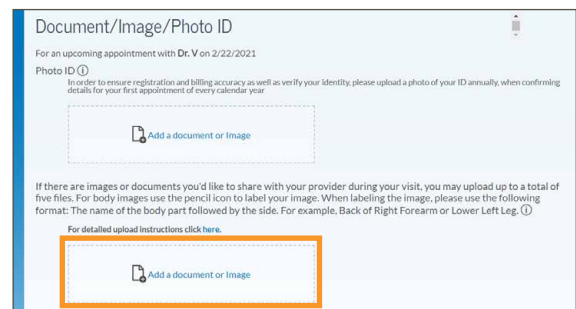 Document/Image/Photo ID
For an upcoming appointment with Dr. V on 2/22/2021
Photo ID ⓘ
In order to ensure registration and billing accuracy as well as verify your identity, please upload a photo of your ID annually, when confirming
details for your first appointment of every calendar year
Add a document or Image
If there are images or documents you'd like to share with your provider during your visit, you may upload up to a total of
five files. For body images use the pencil icon to label your image. When labeling the image, please use the following
format: The name of the body part followed by the side. For example, Back of Right Forearm or Lower Left Leg. ⓘ
For detailed upload instructions click here.
Add a document or Image